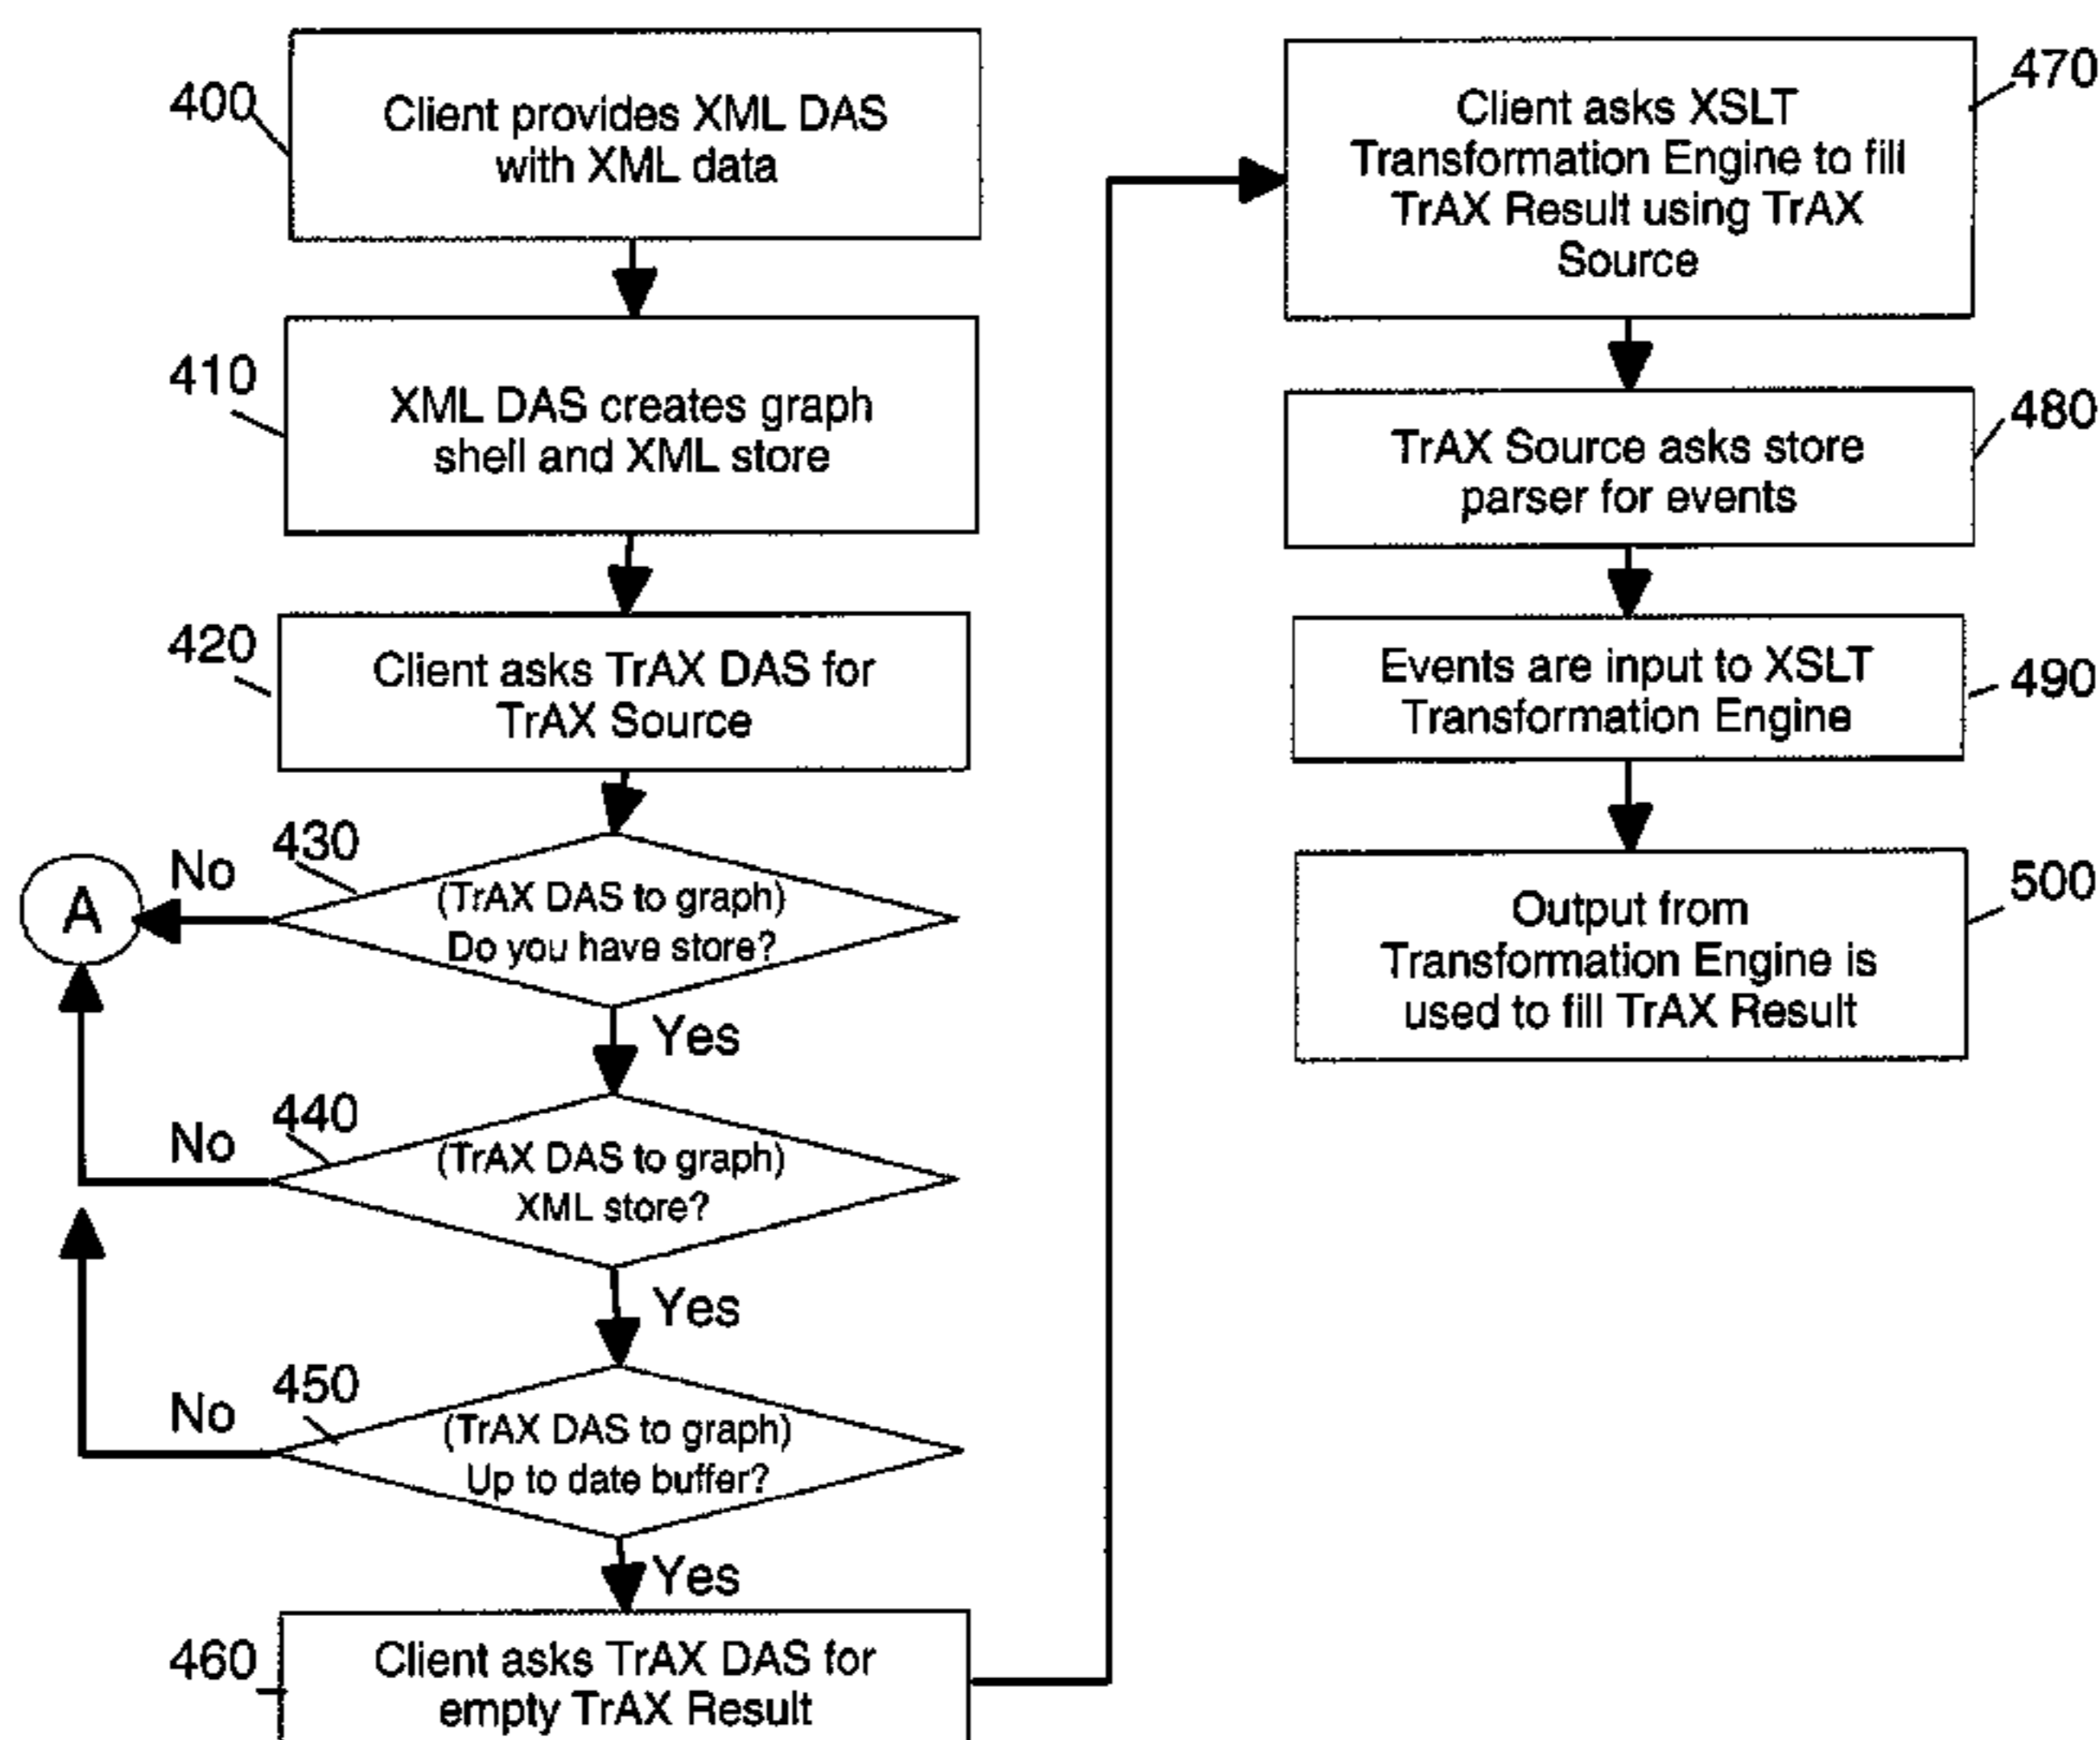 400
Client provides XML DAS
with XML data
410
XML DAS creates graph
shell and XML store
420
Client asks TrAX DAS for
TrAX Source
A
No
430
(TrAX DAS to graph)
Do you have store?
Yes
No
440
(TrAX DAS to graph)
XML store?
Yes
No
450
(TrAX DAS to graph)
Up to date buffer?
Yes
460
Client asks TrAX DAS for
empty TrAX Result
470
Client asks XSLT
Transformation Engine to fill
TrAX Result using TrAX
Source
480
TrAX Source asks store
parser for events
490
Events are input to XSLT
Transformation Engine
500
Output from
Transformation Engine is
used to fill TrAX Result